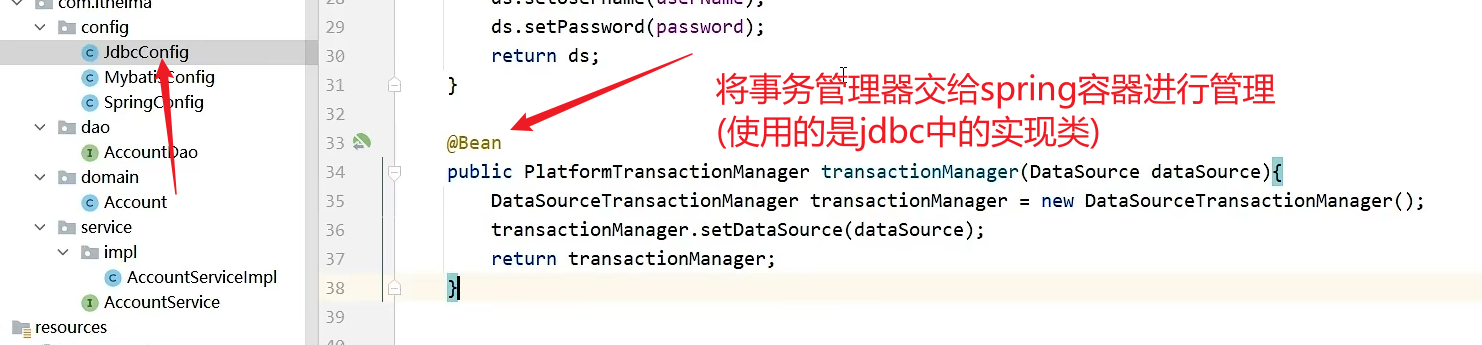 com.itheima
config
JdbcConfig
MybatisConfig
SpringConfig
dao
AccountDao
domain
Account
service
impl
AccountServiceImpl
AccountService
resources
28 ds.setUserName(userName);
29 ds.setPassword(password);
30 return ds;
31 }
32
33 @Bean
34 public PlatformTransactionManager transactionManager(DataSource dataSource){
35 DataSourceTransactionManager transactionManager = new DataSourceTransactionManager();
36 transactionManager.setDataSource(dataSource);
37 return transactionManager;
38 }
39
40
将事务管理器交给spring容器进行管理
(使用的是jdbc中的实现类)